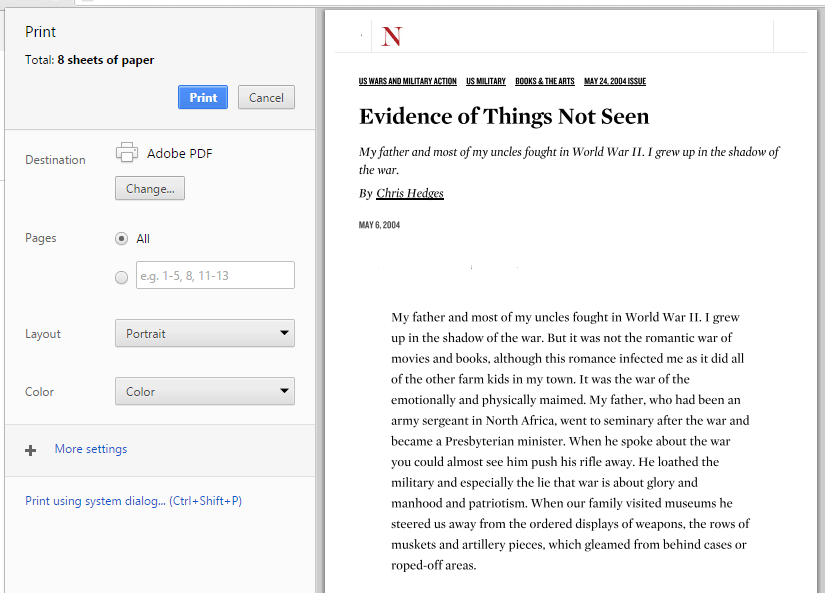 Print
Total: 8 sheets of paper
Print Cancel
Destination
Adobe PDF
Change...
Pages
All
e.g. 1-5, 8, 11-13
Layout
Portrait
Color
Color
More settings
Print using system dialog... (Ctrl+Shift+P)
N
US WARS AND MILITARY ACTION US MILITARY BOOKS & THE ARTS MAY 24, 2004 ISSUE
Evidence of Things Not Seen
My father and most of my uncles fought in World War II. I grew up in the shadow of
the war.
By Chris Hedges
MAY 6, 2004
My father and most of my uncles fought in World War II. I grew
up in the shadow of the war. But it was not the romantic war of
movies and books, although this romance infected me as it did all
of the other farm kids in my town. It was the war of the
emotionally and physically maimed. My father, who had been an
army sergeant in North Africa, went to seminary after the war and
became a Presbyterian minister. When he spoke about the war
you could almost see him push his rifle away. He loathed the
military and especially the lie that war is about glory and
manhood and patriotism. When our family visited museums he
steered us away from the ordered displays of weapons, the rows of
muskets and artillery pieces, which gleamed from behind cases or
roped-off areas.